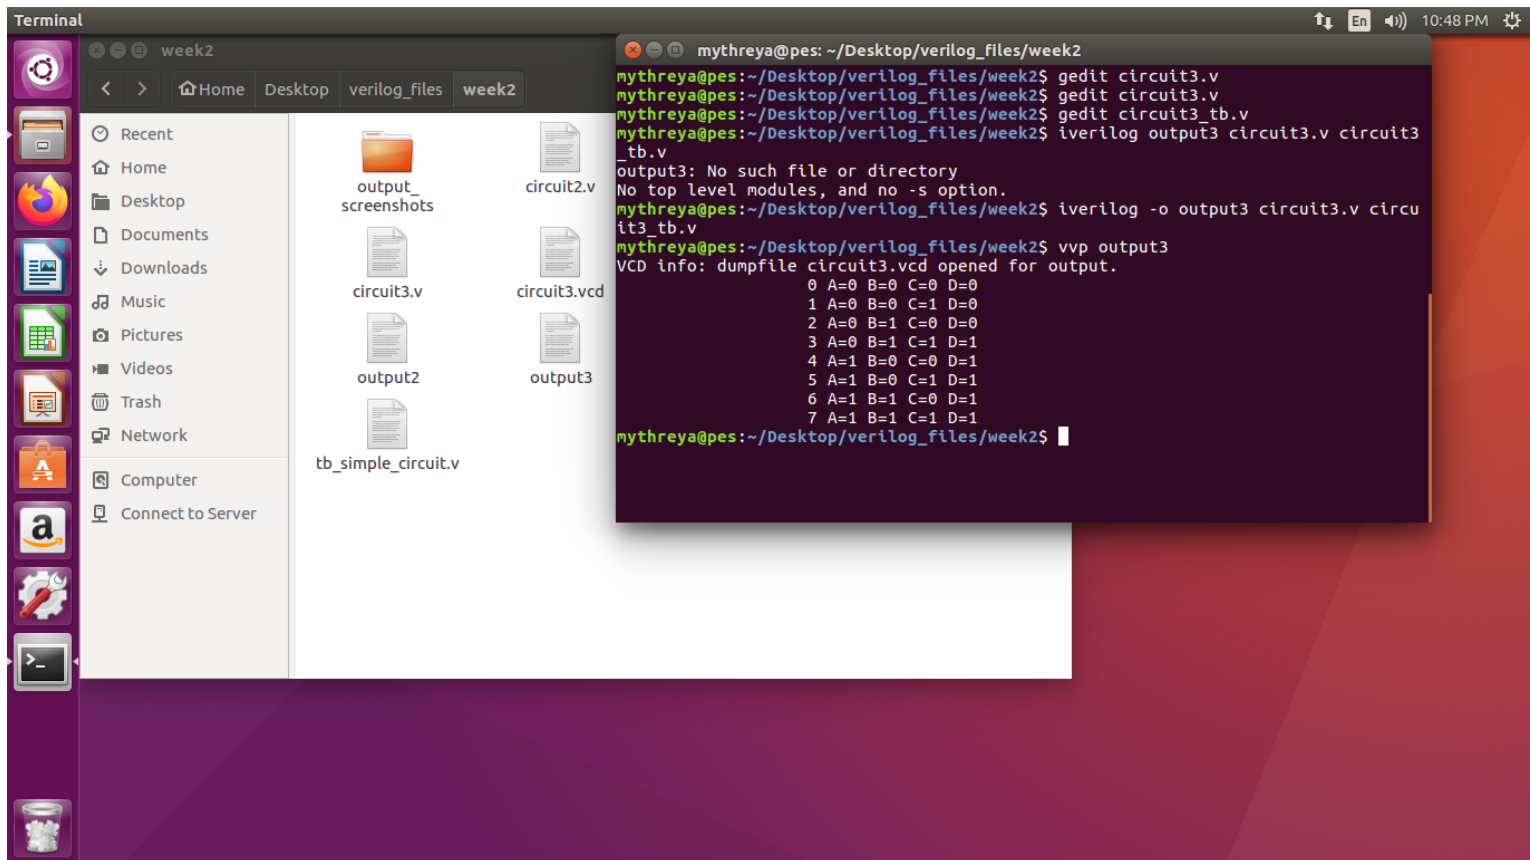 Terminal
En
10:48 PM
week2
Home
Desktop
verilog_files
week2
Recent
Home
Desktop
Documents
Downloads
Music
Pictures
Videos
Trash
Network
Computer
Connect to Server
output_
screenshots
circuit2.v
circuit3.v
circuit3.vcd
output2
output3
tb_simple_circuit.v
mythreya@pes: ~/Desktop/verilog_files/week2
mythreya@pes:~/Desktop/verilog_files/week2$ gedit circuit3.v
mythreya@pes:~/Desktop/verilog_files/week2$ gedit circuit3.v
mythreya@pes:~/Desktop/verilog_files/week2$ gedit circuit3_tb.v
mythreya@pes:~/Desktop/verilog_files/week2$ iverilog output3 circuit3.v circuit3
_tb.v
output3: No such file or directory
No top level modules, and no -s option.
mythreya@pes:~/Desktop/verilog_files/week2$ iverilog -o output3 circuit3.v circu
it3_tb.v
mythreya@pes:~/Desktop/verilog_files/week2$ vvp output3
VCD info: dumpfile circuit3.vcd opened for output.
0 A=0 B=0 C=0 D=0
1 A=0 B=0 C=1 D=0
2 A=0 B=1 C=0 D=0
3 A=0 B=1 C=1 D=1
4 A=1 B=0 C=0 D=1
5 A=1 B=0 C=1 D=1
6 A=1 B=1 C=0 D=1
7 A=1 B=1 C=1 D=1
mythreya@pes:~/Desktop/verilog_files/week2$